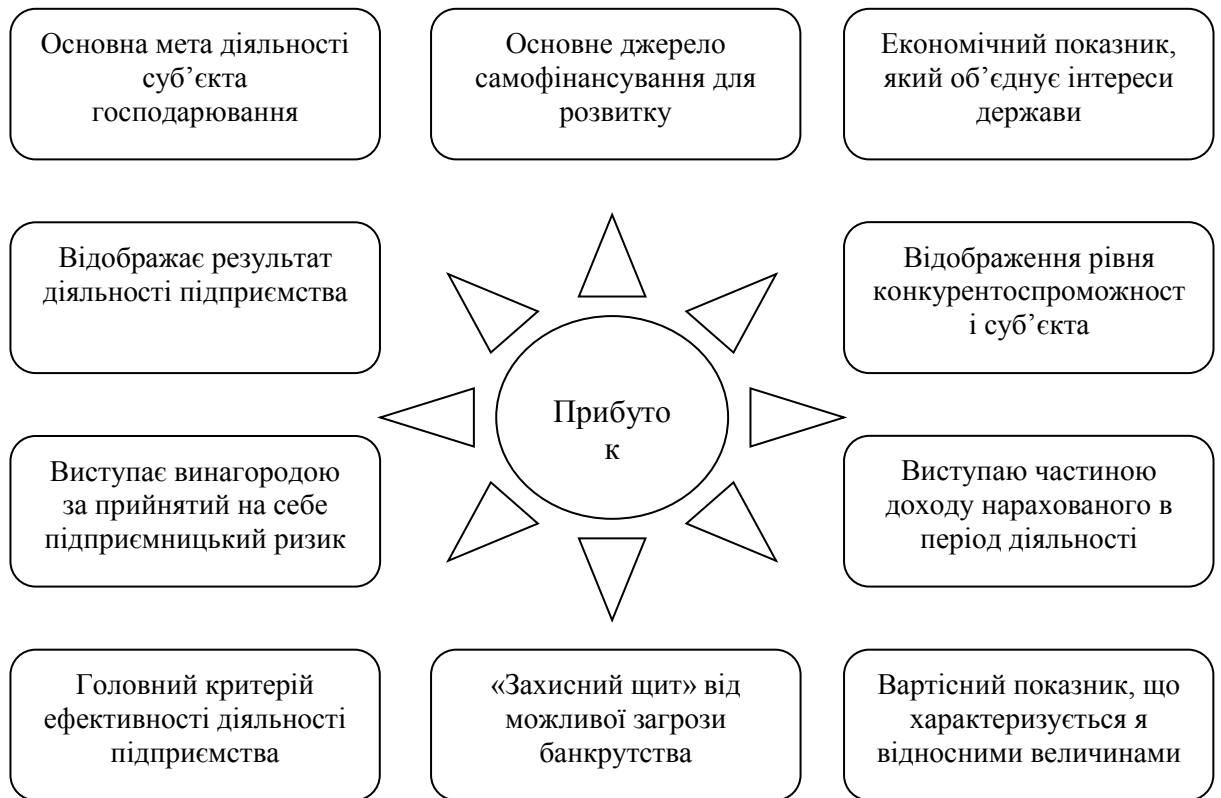 Основна мета діяльності
суб’єкта
господарювання
Основне джерело
самофінансування для
розвитку
Економічний показник,
який об’єднує інтереси
держави
Відображає результат
діяльності підприємства
Відображення рівня
конкурентоспроможност
і суб’єкта
Прибуто
к
Виступає винагородою
за прийнятий на себе
підприємницький ризик
Виступаю частиною
доходу нарахованого в
період діяльності
Головний критерій
ефективності діяльності
підприємства
«Захисний щит» від
можливої загрози
банкрутства
Вартісний показник, що
характеризується я
відносними величинами